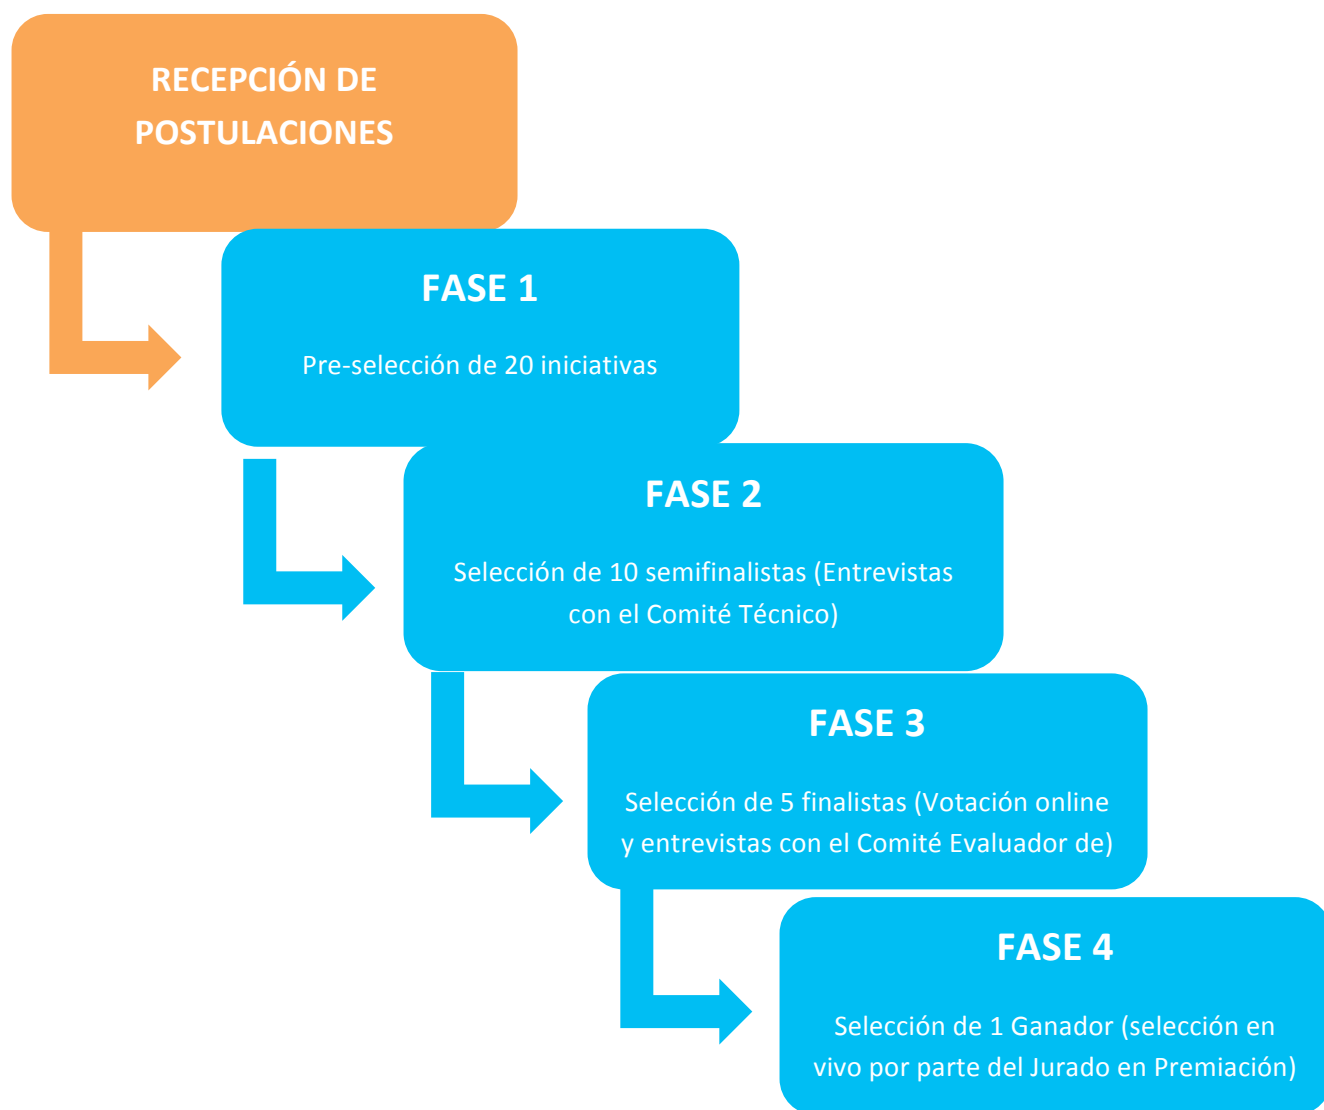 RECEPCIÓN DE
POSTULACIONES
FASE 1
Pre-selección de 20 iniciativas
FASE 2
Selección de 10 semifinalistas (Entrevistas
con el Comité Técnico)
FASE 3
Selección de 5 finalistas (Votación online
y entrevistas con el Comité Evaluador de)
FASE 4
Selección de 1 Ganador (selección en
vivo por parte del Jurado en Premiación)